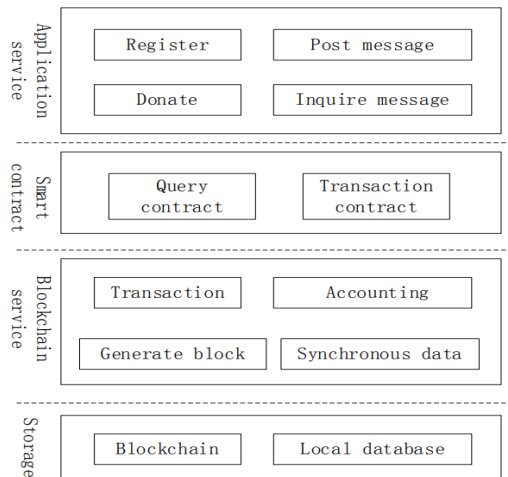 Application
service
Register
Post message
Donate
Inquire message
Smart
contract
Query
contract
Transaction
contract
Blockchain
service
Transaction
Accounting
Generate block
Synchronous data
Storage
Blockchain
Local database